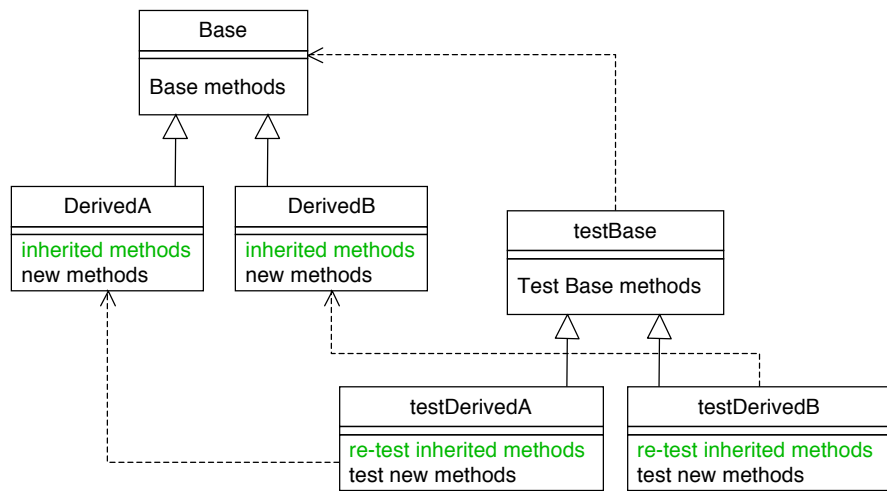 Base
Base methods
DerivedA
inherited methods
new methods
DerivedB
inherited methods
new methods
testBase
Test Base methods
testDerivedA
re-test inherited methods
test new methods
testDerivedB
re-test inherited methods
test new methods